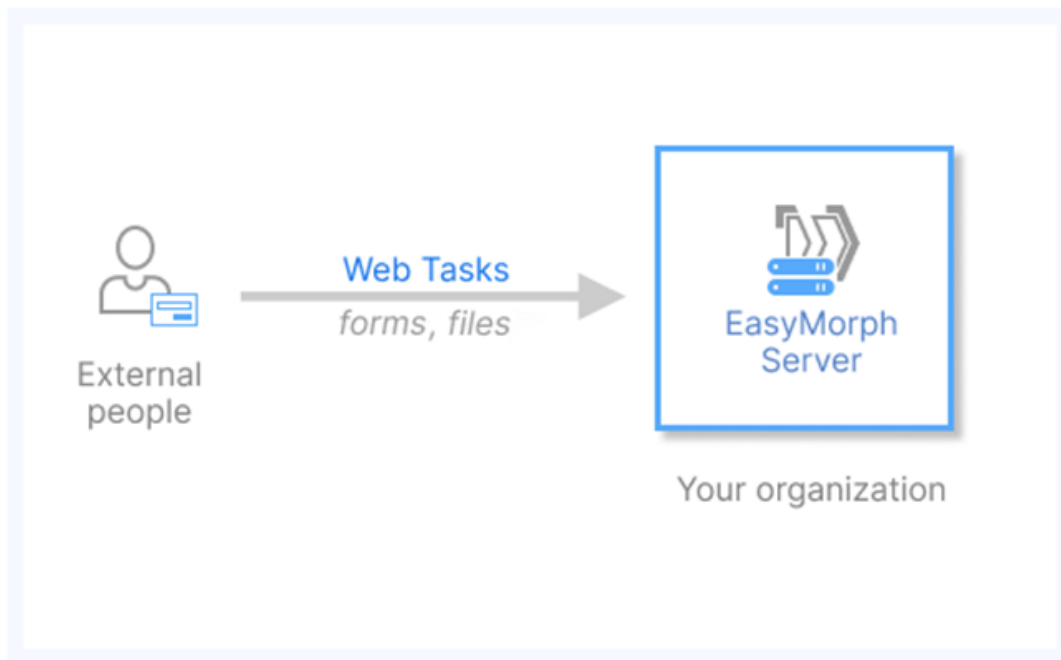 Web Tasks
forms, files
External
people
EasyMorph
Server
Your organization